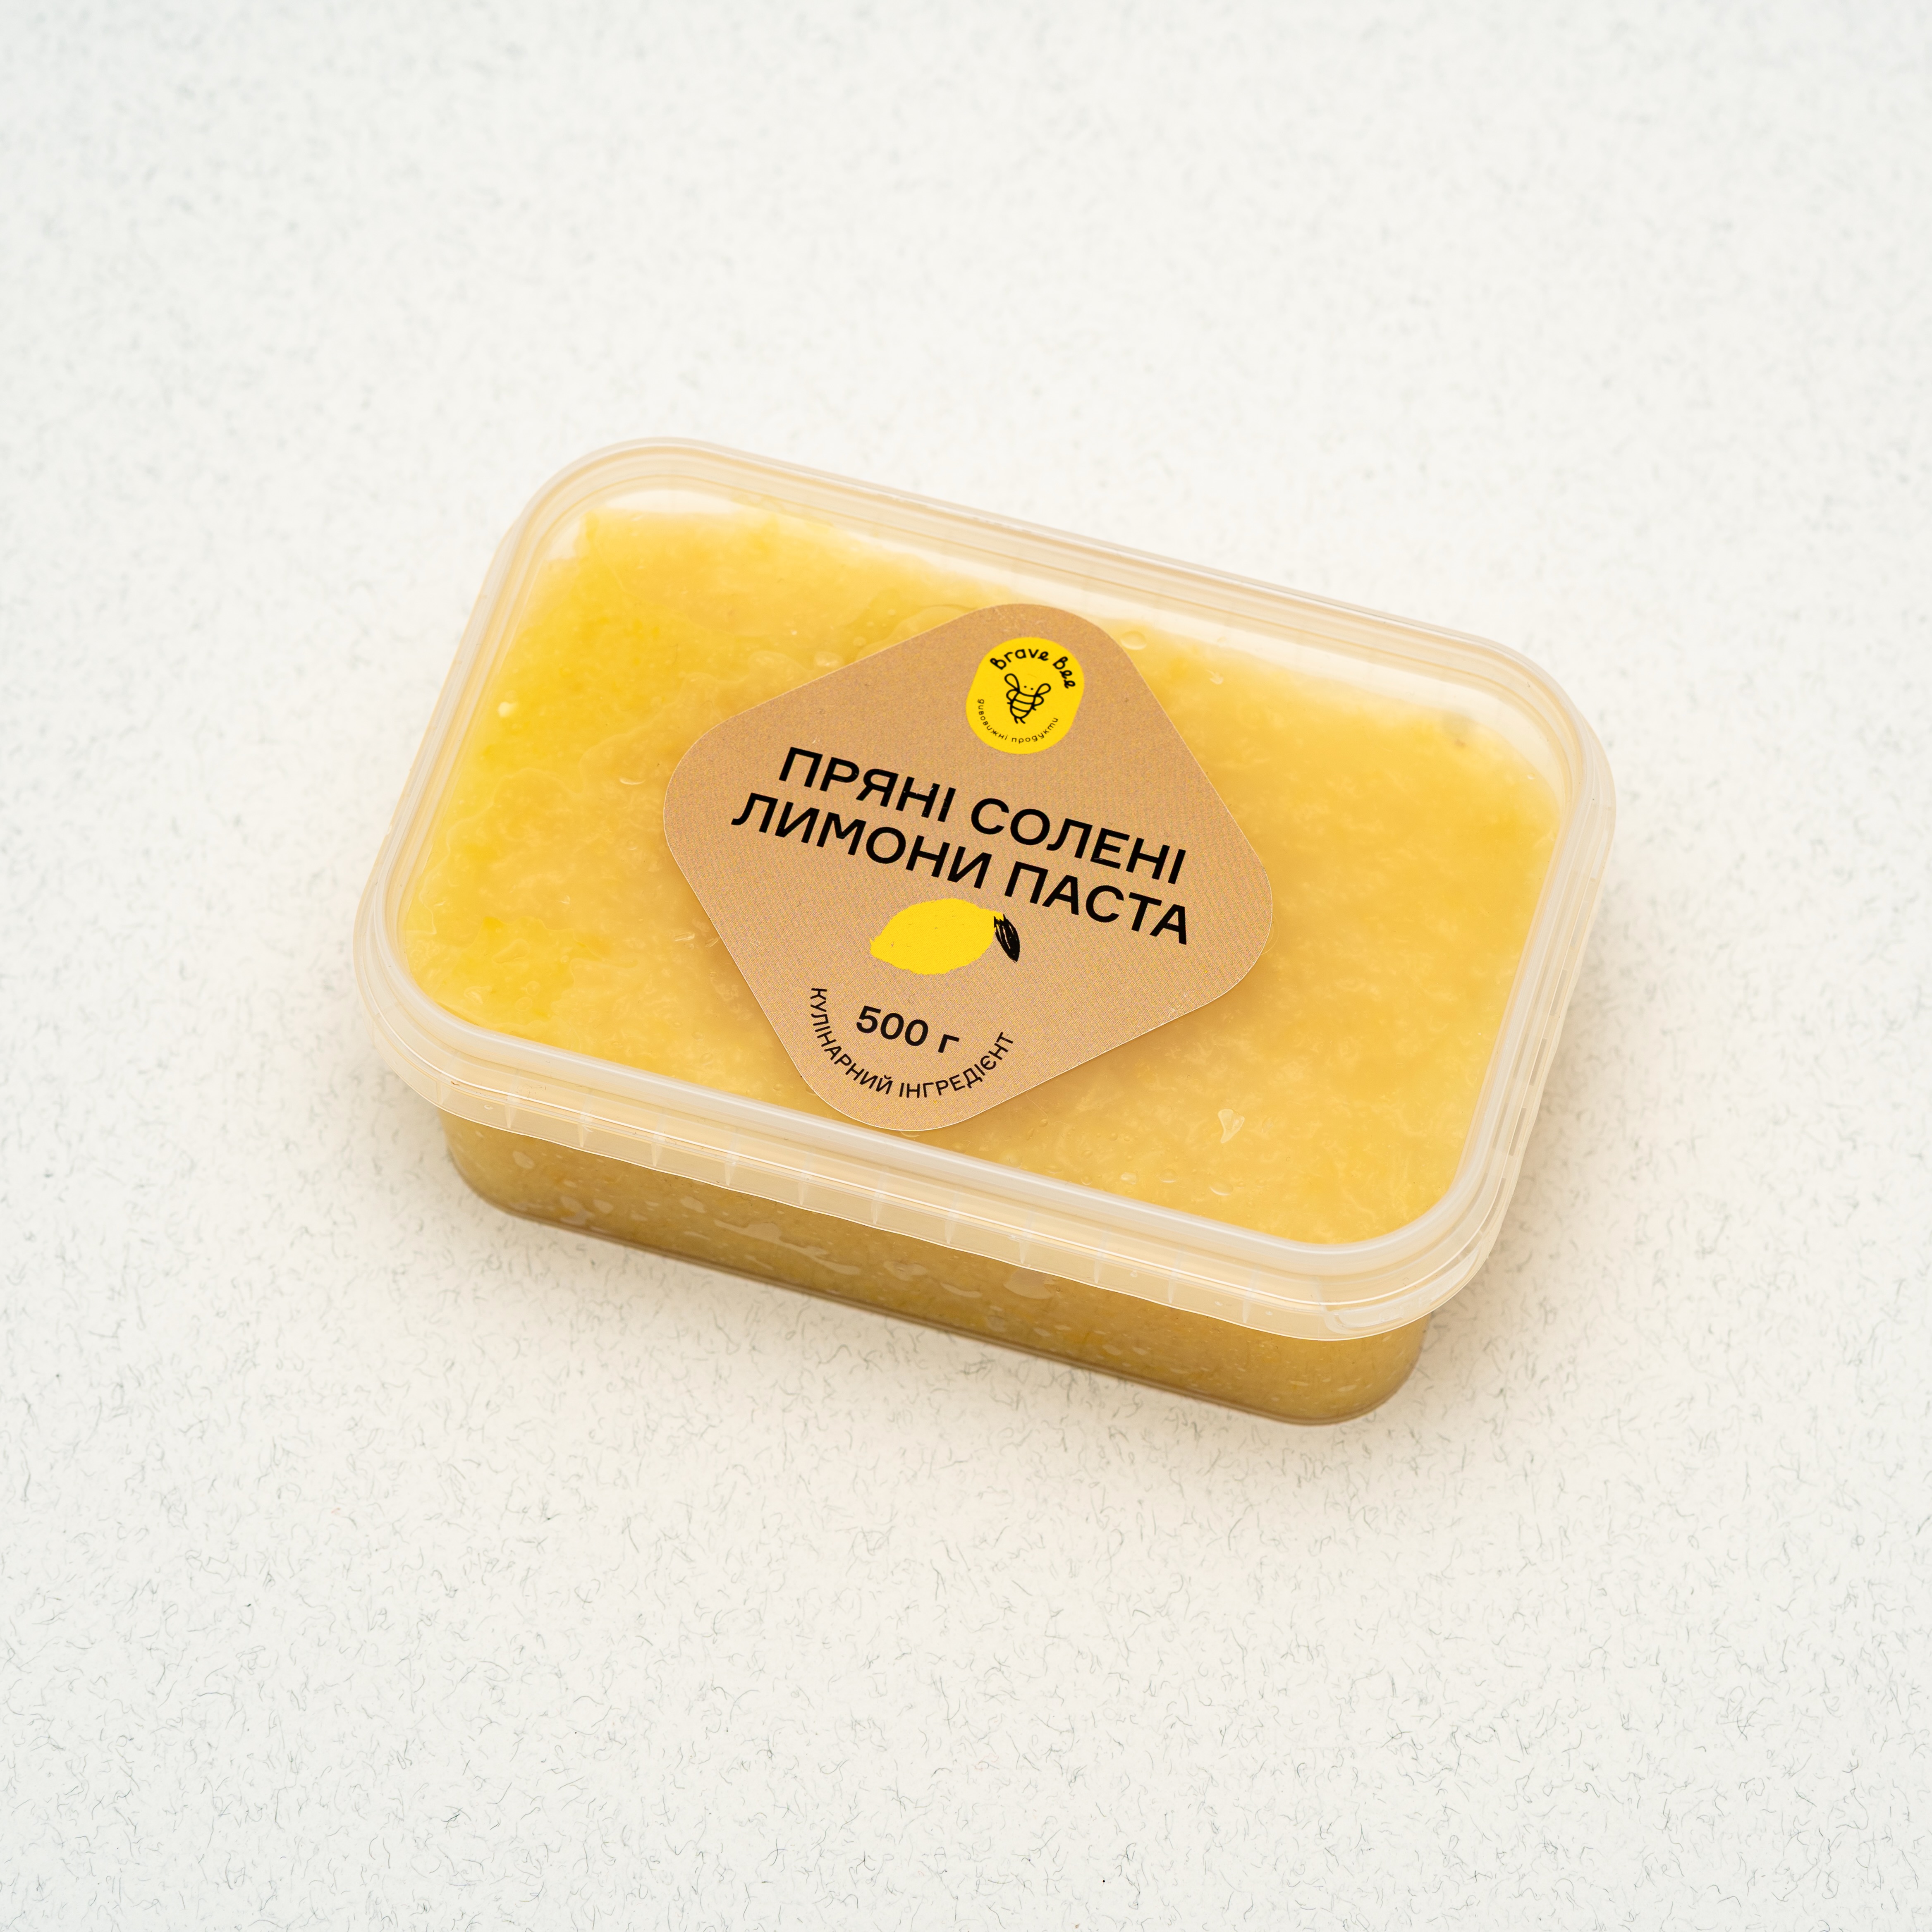 brave bee
дивовижні продукти
ПРЯНІ СОЛЕНІ
ЛИМОНИ ПАСТА
500 г
КУЛІНАРНИЙ ІНГРЕДІЄНТ